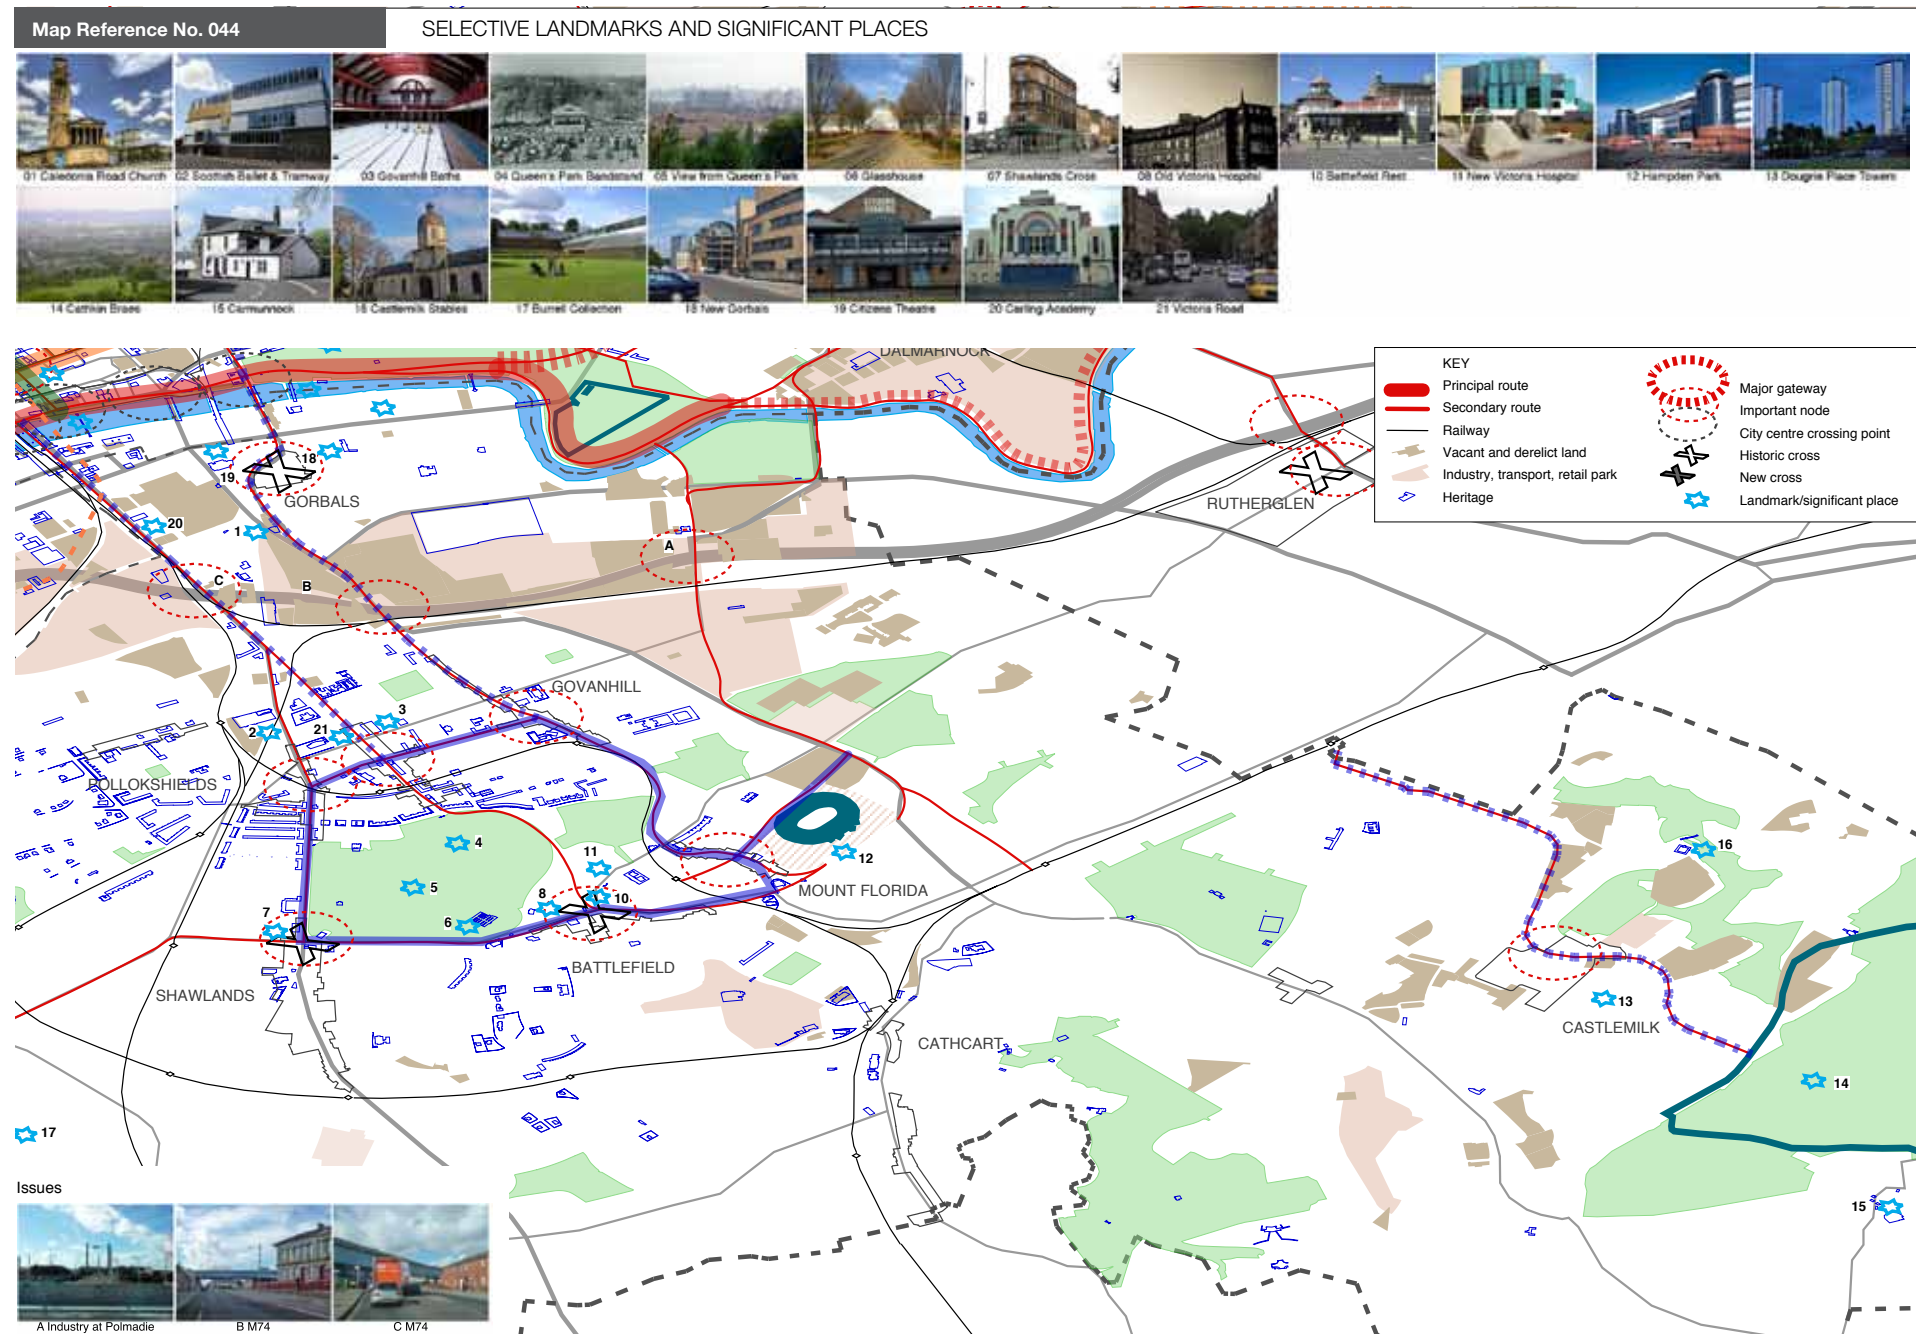 Map Reference No. 044
SELECTIVE LANDMARKS AND SIGNIFICANT PLACES
01 Caledonia Road Church
02 Scottish Ballet & Tramway
03 Govanhill Baths
04 Queen's Park Bandstand
05 View from Queen's Park
06 Glasshouse
07 Shawlands Cross
08 Old Victoria Hospital
10 Battlefield Rest
11 New Victoria Hospital
12 Hampden Park
13 Dougrie Place Towers
14 Cathkin Braes
15 Carmunnock
16 Castlemilk Stables
17 Burrell Collection
18 New Gorbals
19 Citizens Theatre
20 Carling Academy
21 Victoria Road
KEY
Principal route
Secondary route
Railway
Vacant and derelict land
Industry, transport, retail park
Heritage
Major gateway
Important node
City centre crossing point
Historic cross
New cross
Landmark/significant place
DALMARNOCK
18
19
GORBALS
RUTHERGLEN
20
1
A
C
B
GOVANHILL
3
2
21
POLLOKSHIELDS
4
11
12
16
5
MOUNT FLORIDA
8
10
7
6
BATTLEFIELD
SHAWLANDS
13
CASTLEMILK
CATHCART
14
17
15
Issues
A Industry at Polmadie
B M74
C M74